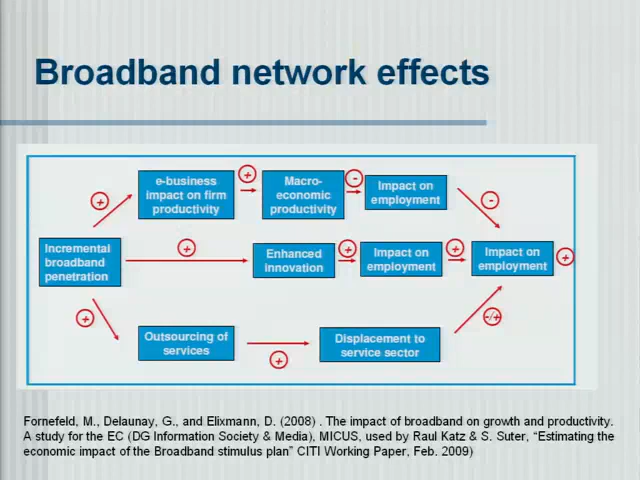 Broadband network effects
e-business
impact on firm
productivity
+
Macro-
economic
productivity
-
Impact on
employment
+
-
Incremental
broadband
penetration
+
Enhanced
innovation
+
Impact on
employment
+
Impact on
employment
+
+
Outsourcing of
services
+
Displacement to
service sector
-/+
Fornefeld, M., Delaunay, G., and Elixmann, D. (2008) . The impact of broadband on growth and productivity.
A study for the EC (DG Information Society & Media), MICUS, used by Raul Katz & S. Suter, “Estimating the
economic impact of the Broadband stimulus plan” CITI Working Paper, Feb. 2009)